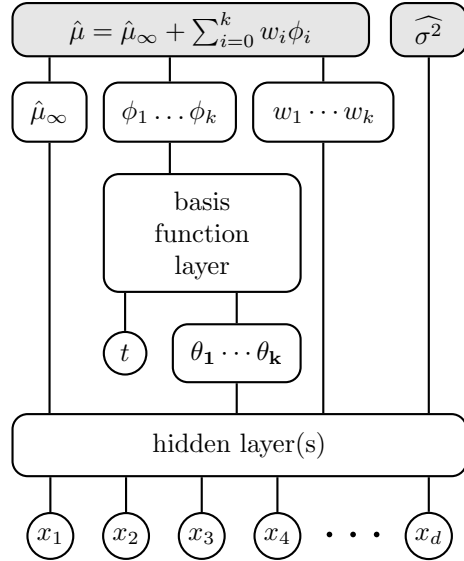 μ̂ = μ̂_∞ + ∑_{i=0}^{k} w_i ϕ_i
\widehat{σ^2}
μ̂_∞
ϕ_1 … ϕ_k
w_1 ⋯ w_k
basis
function
layer
t
θ_𝟏 ⋯ θ_𝐤
hidden layer(s)
x_1 x_2 x_3 x_4 · · · x_d